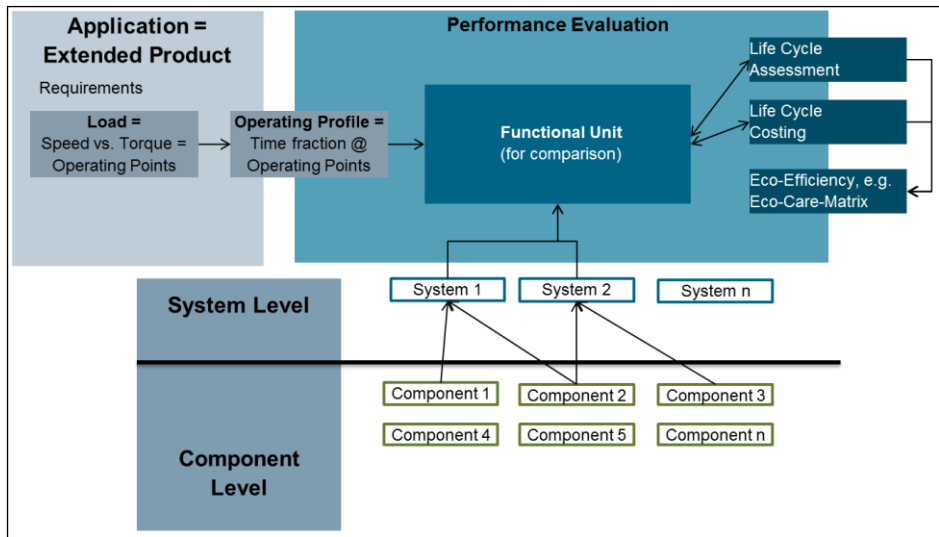 Application =
Extended Product
Requirements
Load =
Speed vs. Torque =
Operating Points
Operating Profile =
Time fraction @
Operating Points
Performance Evaluation
Functional Unit
(for comparison)
Life Cycle
Assessment
Life Cycle
Costing
Eco-Efficiency, e.g.
Eco-Care-Matrix
System Level
System 1
System 2
System n
Component 1
Component 2
Component 3
Component 4
Component 5
Component n
Component
Level